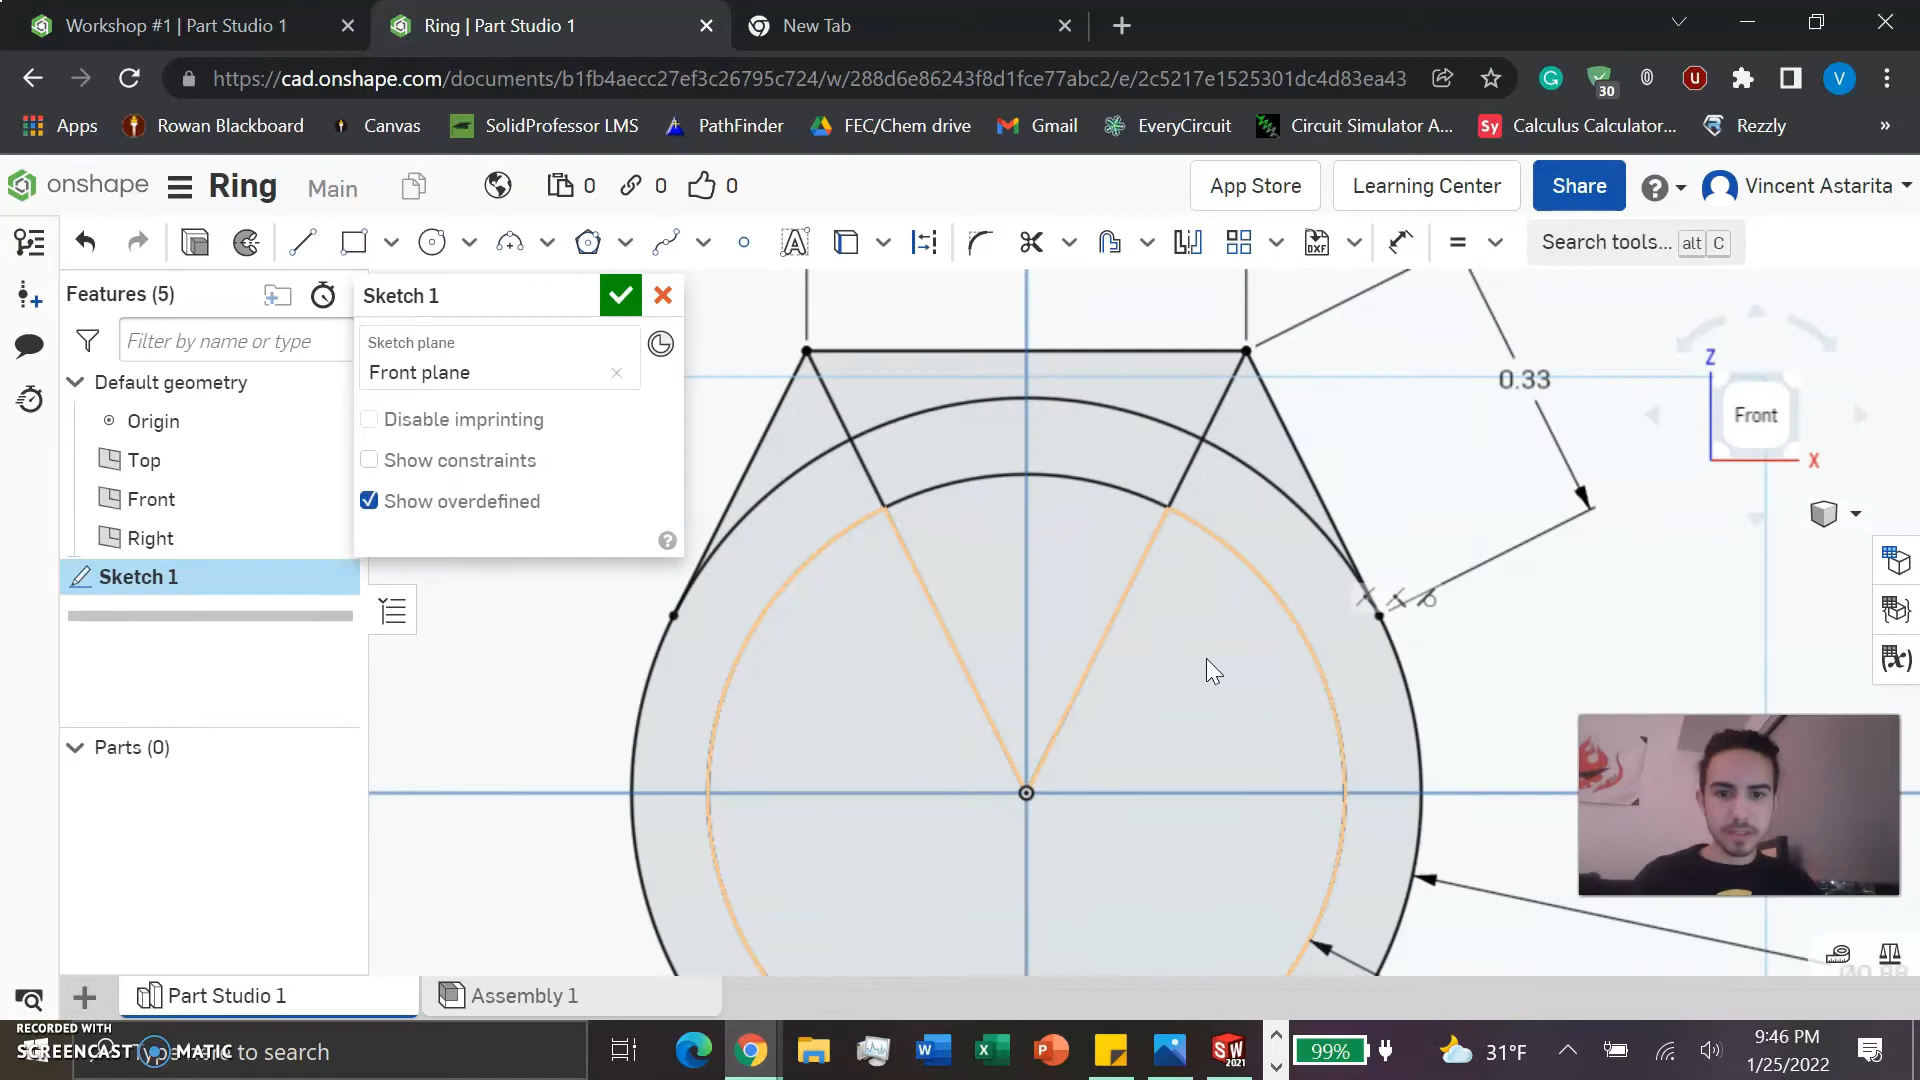 Workshop #1 | Part Studio 1
Ring | Part Studio 1
New Tab
https://cad.onshape.com/documents/b1fb4aecc27ef3c26795c724/w/288d6e86243f8d1fce77abc2/e/2c5217e1525301dc4d83ea43
30
V
Apps
Rowan Blackboard
Canvas
SolidProfessor LMS
PathFinder
FEC/Chem drive
Gmail
EveryCircuit
Circuit Simulator A...
Sy
Calculus Calculator...
Rezzly
»
onshape
Ring
Main
0
0
0
App Store
Learning Center
Share
Vincent Astarita
Search tools...
alt
C
Features (5)
Filter by name or type
Default geometry
Origin
Top
Front
Right
Sketch 1
Parts (0)
Sketch 1
Sketch plane
Front plane
Disable imprinting
Show constraints
Show overdefined
0.33
Z
Front
X
Part Studio 1
Assembly 1
RECORDED WITH
SCREENCAST MATIC
to search
SW
2021
99%
31°F
9:46 PM
1/25/2022